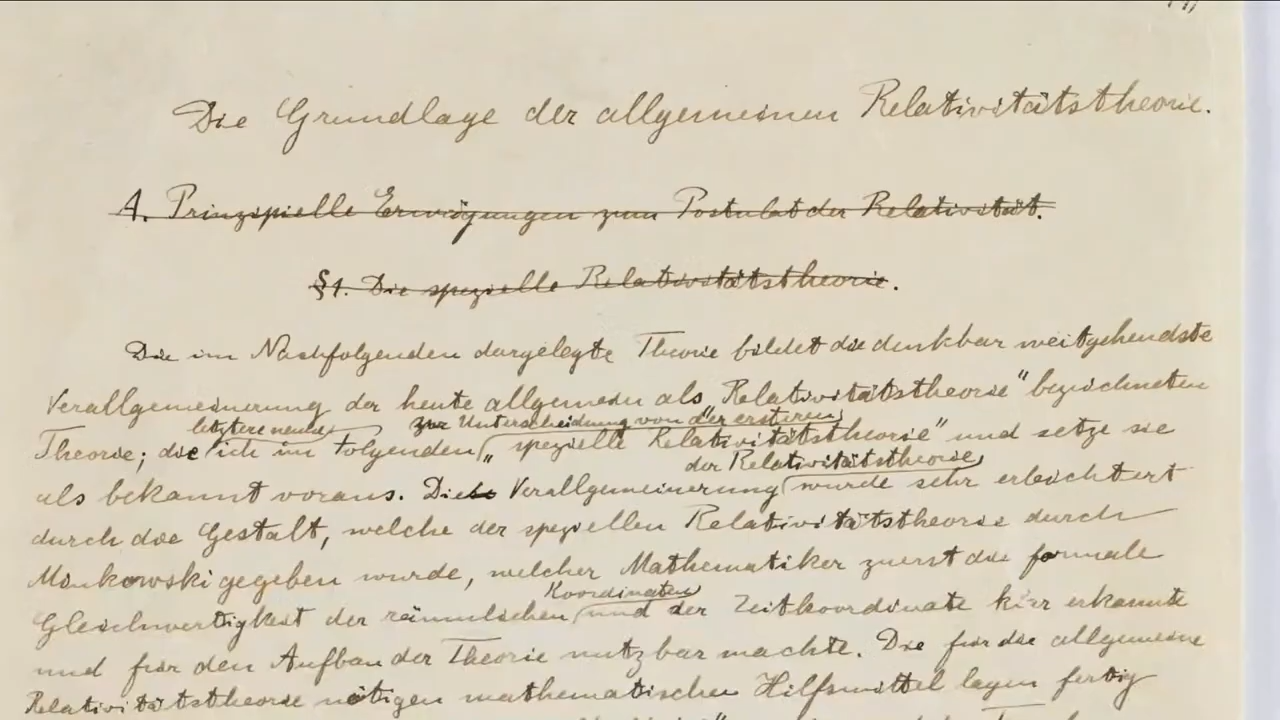 Die Grundlage der allgemeinen Relativitätstheorie.
A. Prinzipielle Erwägungen zum Postulat der Relativität.
§1. Die spezielle Relativitätstheorie.
Die im Nachfolgenden dargelegte Theorie bildet die denkbar weitgehendste
Verallgemeinerung der heute allgemein als „Relativitätstheorie" bezeichneten
letztere nenne zur Unterscheidung von der ersteren
Theorie; die ich im Folgenden „spezielle Relativitätstheorie" und setze sie
der Relativitätstheorie
als bekannt voraus. Die Verallgemeinerung wurde sehr erleichtert
durch die Gestalt, welche der speziellen Relativitätstheorie durch
Minkowski gegeben wurde, welcher Mathematiker zuerst die formale
Koordinaten
Gleichwertigkeit der räumlichen und der Zeitkoordinate klar erkannte
und für den Aufbau der Theorie nutzbar machte. Die für die allgemeine
Relativitätstheorie nötigen mathematischen Hilfsmittel lagen fertig